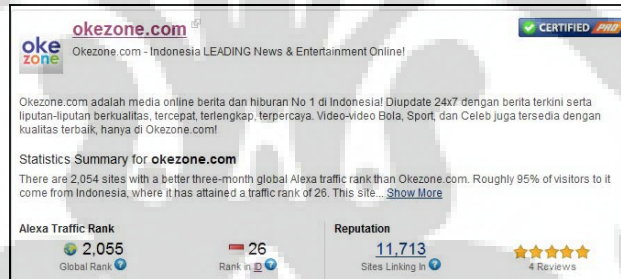 okezone.com
CERTIFIED PRO
oke
zone
Okezone.com - Indonesia LEADING News & Entertainment Online!
Okezone.com adalah media online berita dan hiburan No 1 di Indonesia! Diupdate 24x7 dengan berita terkini serta
liputan-liputan berkualitas, tercepat, terlengkap, terpercaya. Video-video Bola, Sport, dan Celeb juga tersedia dengan
kualitas terbaik, hanya di Okezone.com!
Statistics Summary for okezone.com
There are 2,054 sites with a better three-month global Alexa traffic rank than Okezone.com. Roughly 95% of visitors to it
come from Indonesia, where it has attained a traffic rank of 26. This site... Show More
Alexa Traffic Rank
Reputation
2,055
26
11,713
Global Rank ?
Rank in ID ?
Sites Linking In ?
4 Reviews